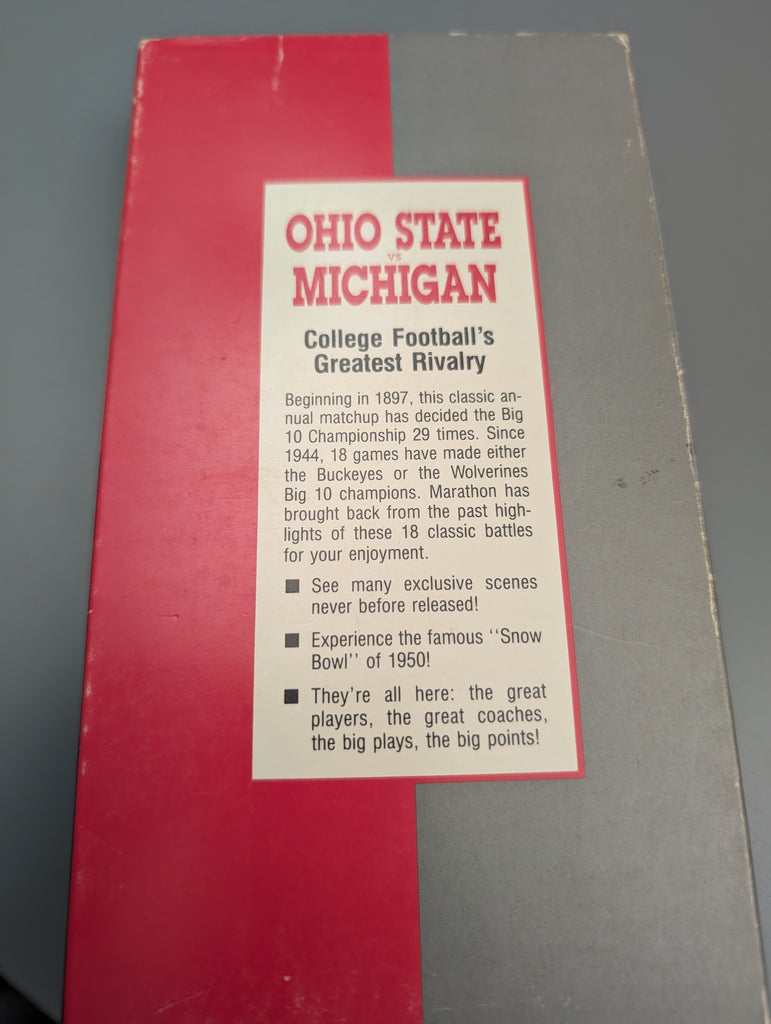 OHIO STATE
VS
MICHIGAN
College Football's
Greatest Rivalry
Beginning in 1897, this classic an-
nual matchup has decided the Big
10 Championship 29 times. Since
1944, 18 games have made either
the Buckeyes or the Wolverines
Big 10 champions. Marathon has
brought back from the past high-
lights of these 18 classic battles
for your enjoyment.
■ See many exclusive scenes
never before released!
■ Experience the famous ''Snow
Bowl'' of 1950!
■ They're all here: the great
players, the great coaches,
the big plays, the big points!